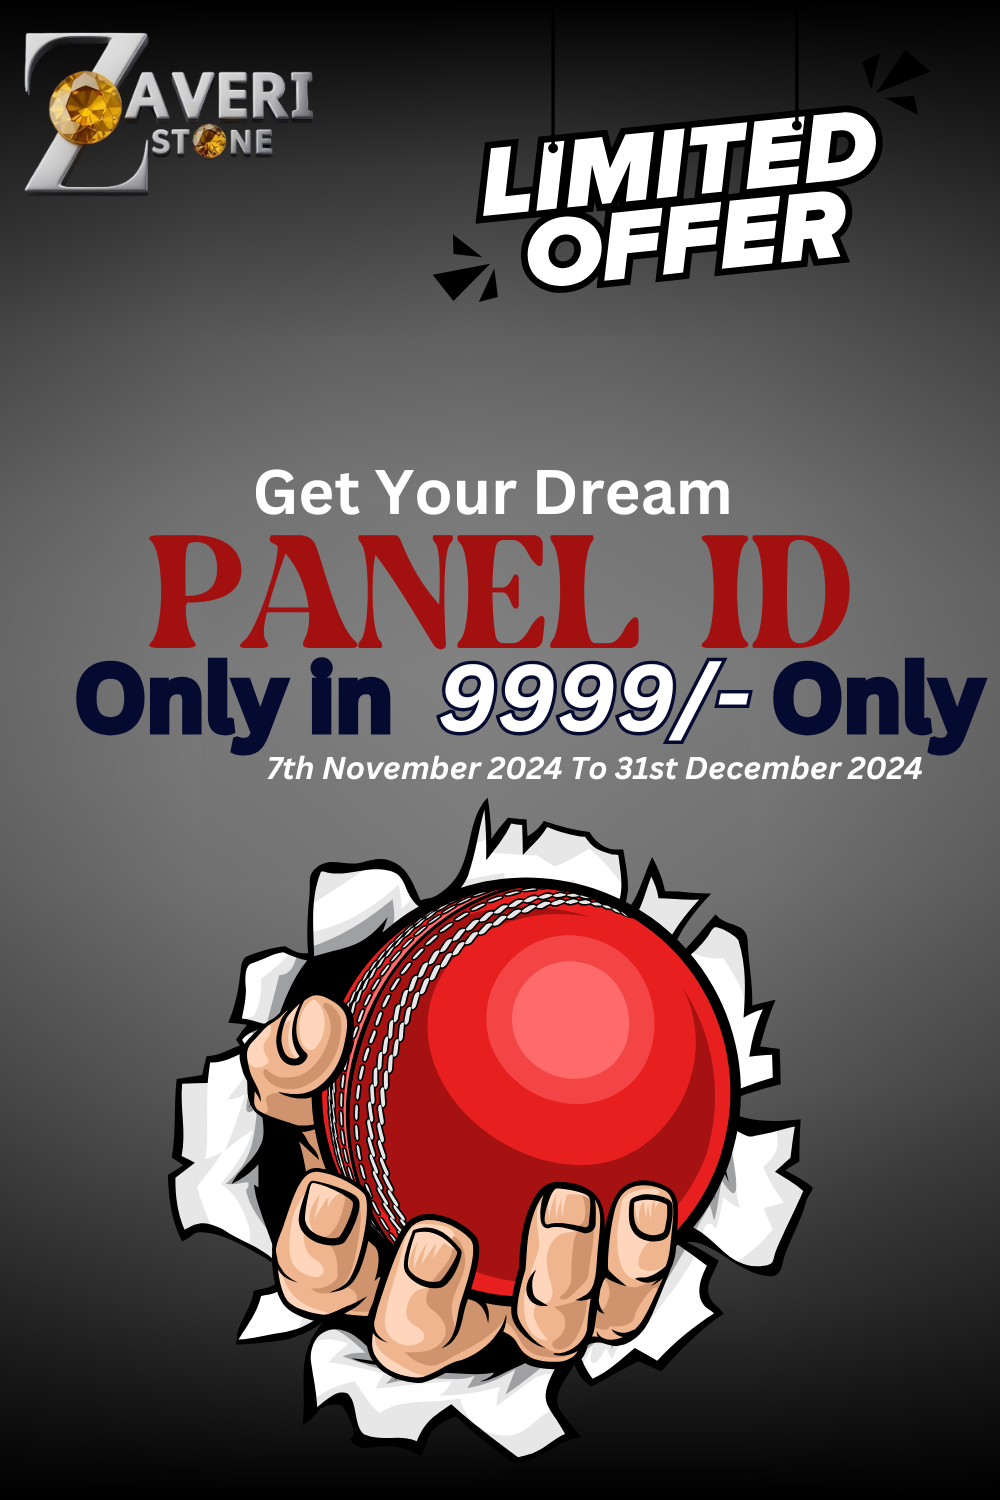 ZAVERI
STONE
LIMITED
OFFER
Get Your Dream
PANEL ID
Only in 9999/- Only
7th November 2024 To 31st December 2024